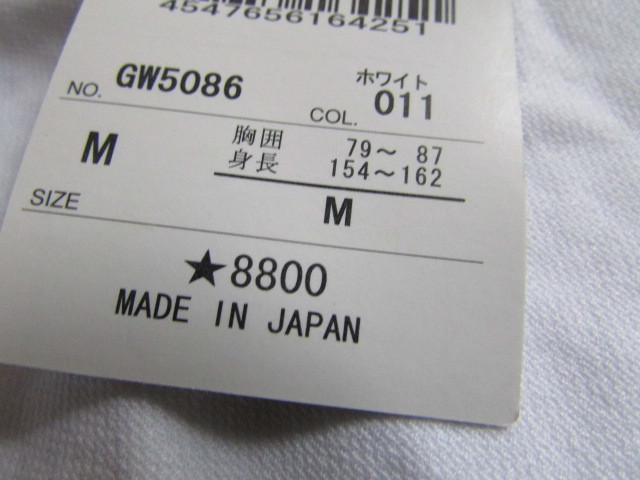 4547656164251
NO. GW5086
ホワイト
COL. 011
M
胸囲 79〜 87
身長 154〜162
SIZE
M
★8800
MADE IN JAPAN